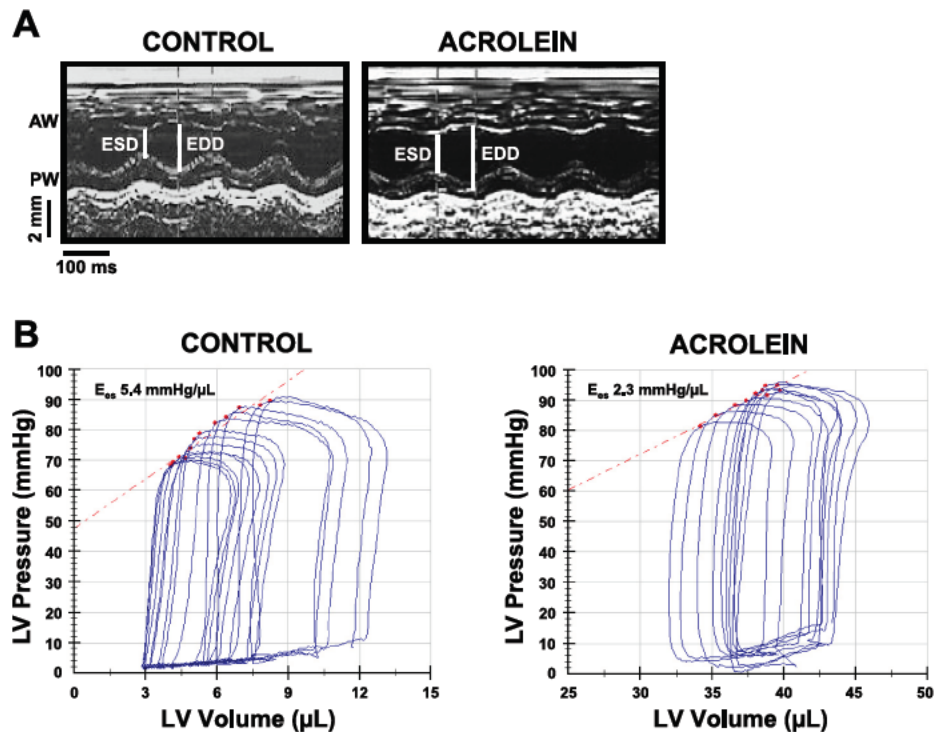 A
CONTROL
ACROLEIN
AW
PW
2 mm
ESD
EDD
ESD
EDD
100 ms
B
CONTROL
LV Pressure (mmHg)
100
90
80
70
60
50
40
30
20
10
0
Ees 5.4 mmHg/μL
0 3 6 9 12 15
LV Volume (μL)
ACROLEIN
LV Pressure (mmHg)
100
90
80
70
60
50
40
30
20
10
0
Ees 2.3 mmHg/μL
25 30 35 40 45 50
LV Volume (μL)